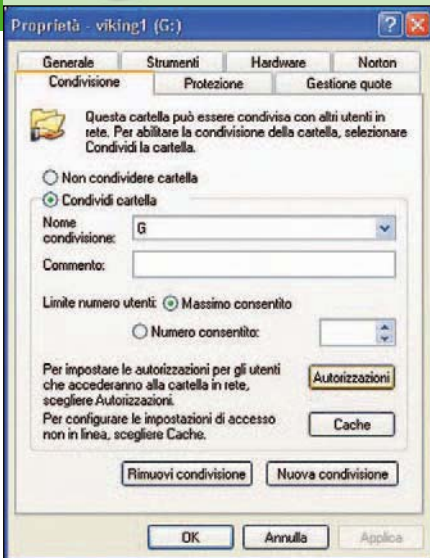 Proprietà - viking1 (G:)
Generale Strumenti Hardware Norton
Condivisione Protezione Gestione quote
Questa cartella può essere condivisa con altri utenti in
rete. Per abilitare la condivisione della cartella, selezionare
Condividi la cartella.
Non condividere cartella
Condividi cartella
Nome
condivisione:
G
Commento:
Limite numero utenti: Massimo consentito
Numero consentito:
Per impostare le autorizzazioni per gli utenti
che accederanno alla cartella in rete,
scegliere Autorizzazioni.
Autorizzazioni
Per configurare le impostazioni di accesso
non in linea, scegliere Cache.
Cache
Rimuovi condivisione Nuova condivisione
OK Annulla Applica